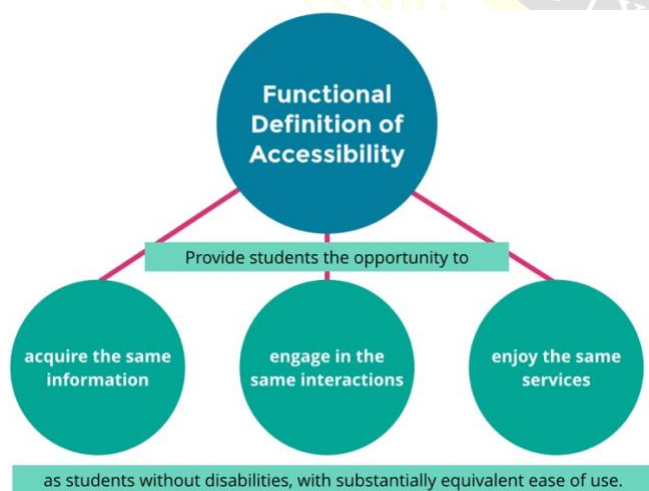 Functional
Definition of
Accessibility
Provide students the opportunity to
acquire the same
information
engage in the
same interactions
enjoy the same
services
as students without disabilities, with substantially equivalent ease of use.